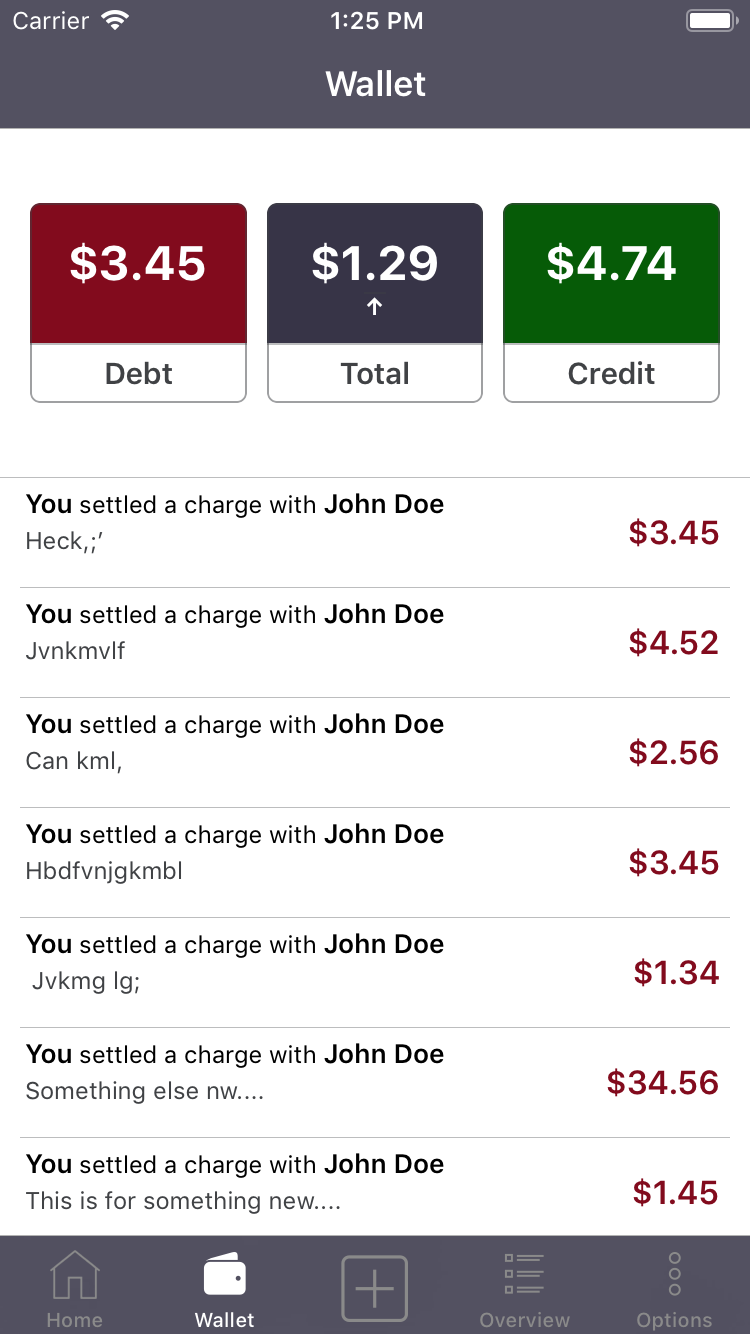 Carrier 1:25 PM
Wallet
$3.45 $1.29 $4.74
↑
Debt Total Credit
You settled a charge with John Doe
Heck,;’
$3.45
You settled a charge with John Doe
Jvnkmvlf
$4.52
You settled a charge with John Doe
Can kml,
$2.56
You settled a charge with John Doe
Hbdfvnjgkmbl
$3.45
You settled a charge with John Doe
Jvkmg lg;
$1.34
You settled a charge with John Doe
Something else nw....
$34.56
You settled a charge with John Doe
This is for something new....
$1.45
Home Wallet Overview Options